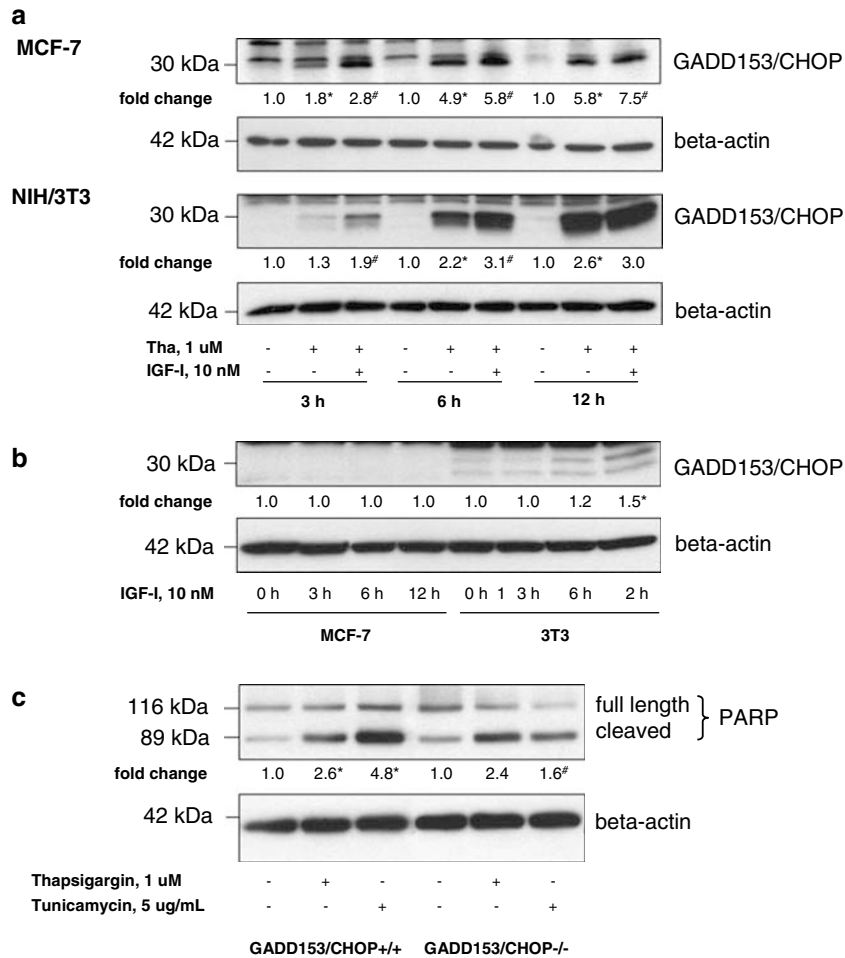 a
MCF-7
30 kDa GADD153/CHOP
fold change 1.0 1.8* 2.8# 1.0 4.9* 5.8# 1.0 5.8* 7.5#
42 kDa beta-actin
NIH/3T3
30 kDa GADD153/CHOP
fold change 1.0 1.3 1.9# 1.0 2.2* 3.1# 1.0 2.6* 3.0
42 kDa beta-actin
Tha, 1 uM - + + - + + - + +
IGF-I, 10 nM - - + - - + - - +
3 h 6 h 12 h
b
30 kDa GADD153/CHOP
fold change 1.0 1.0 1.0 1.0 1.0 1.0 1.2 1.5*
42 kDa beta-actin
IGF-I, 10 nM 0 h 3 h 6 h 12 h 0 h 1 3 h 6 h 2 h
MCF-7 3T3
c
116 kDa full length
89 kDa cleaved } PARP
fold change 1.0 2.6* 4.8* 1.0 2.4 1.6#
42 kDa beta-actin
Thapsigargin, 1 uM - + - - + -
Tunicamycin, 5 ug/mL - - + - - +
GADD153/CHOP+/+ GADD153/CHOP-/-